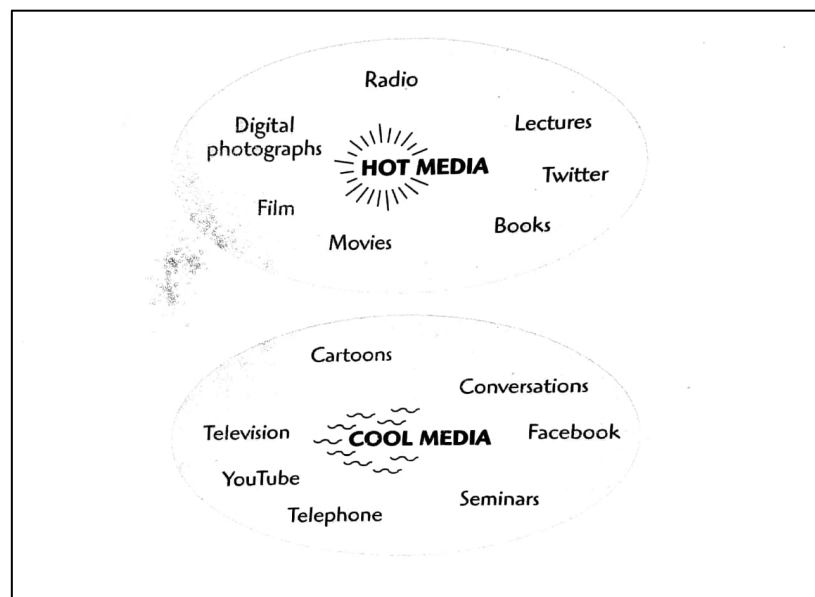 Radio
Digital
photographs
Lectures
HOT MEDIA
Twitter
Film
Books
Movies
Cartoons
Conversations
Television
COOL MEDIA
Facebook
YouTube
Seminars
Telephone